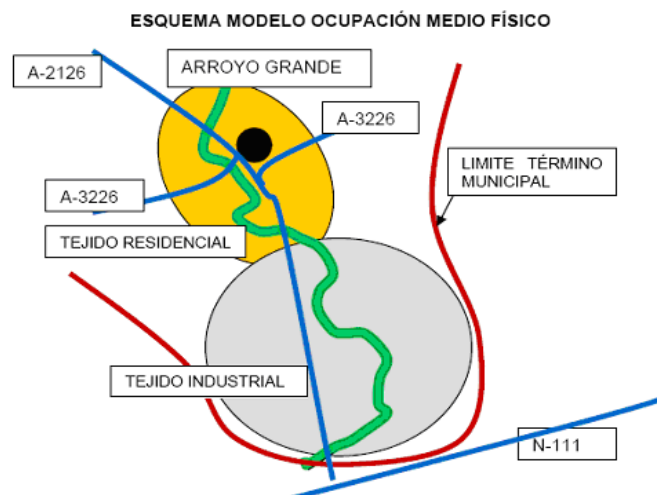 ESQUEMA MODELO OCUPACIÓN MEDIO FÍSICO
A-2126
ARROYO GRANDE
A-3226
LIMITE TÉRMINO
MUNICIPAL
A-3226
TEJIDO RESIDENCIAL
TEJIDO INDUSTRIAL
N-111